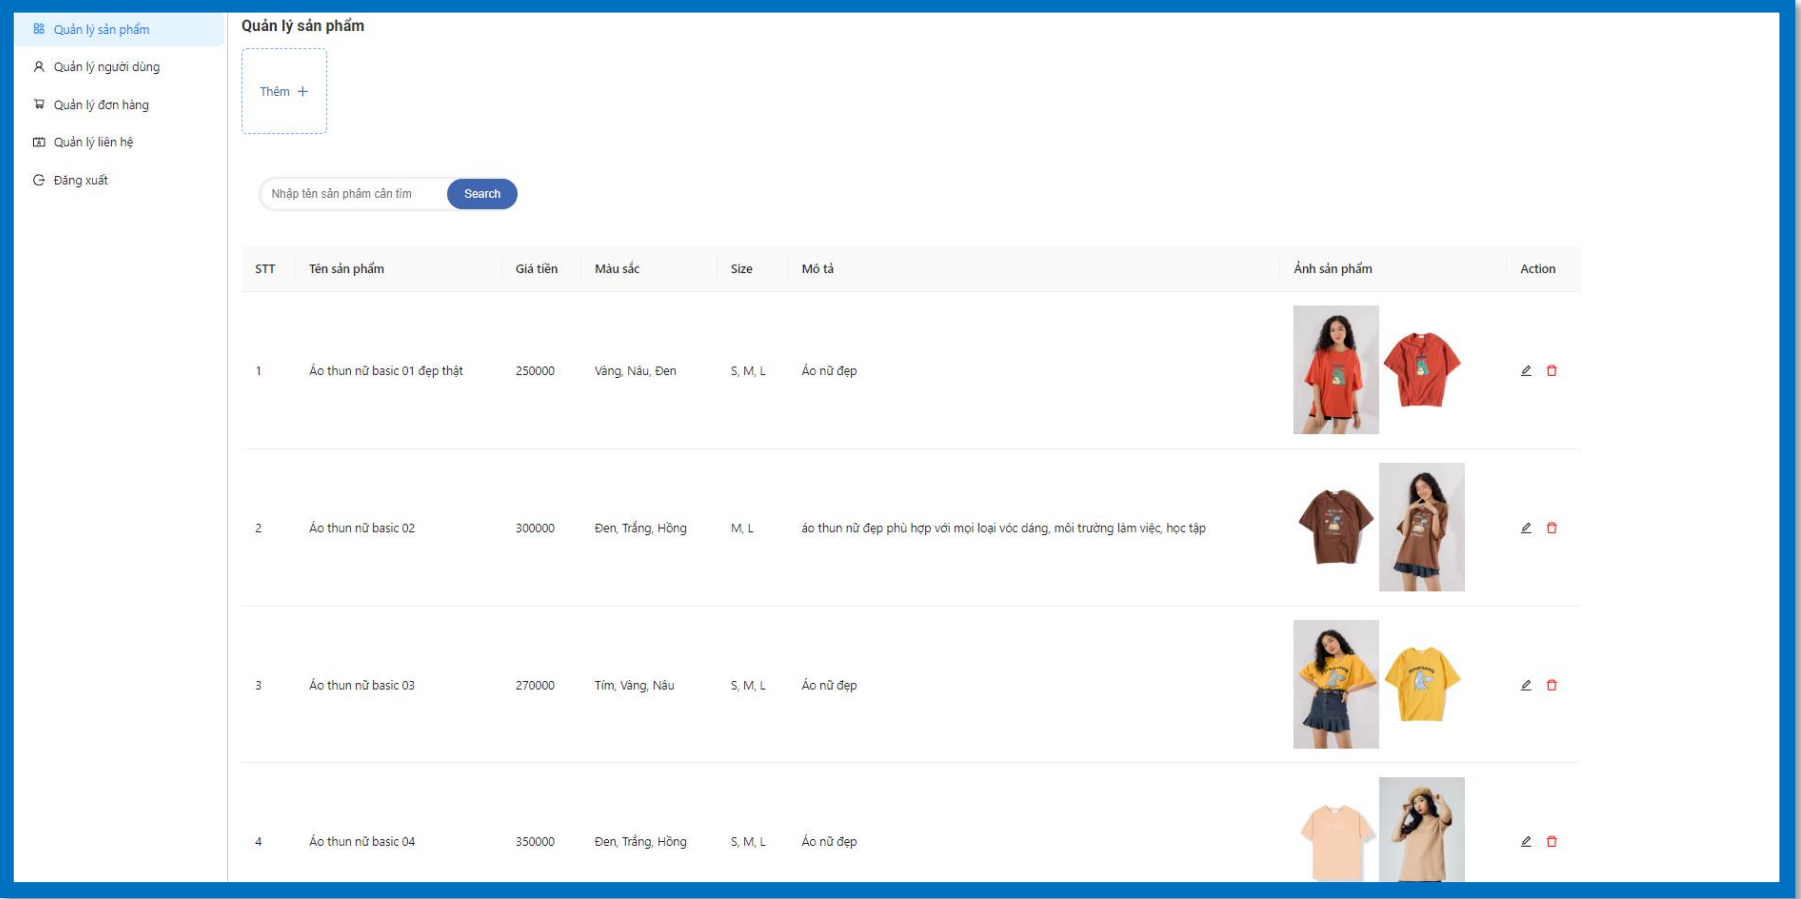 Quản lý sản phẩm
Quản lý người dùng
Quản lý đơn hàng
Quản lý liên hệ
Đăng xuất
Quản lý sản phẩm
Thêm +
Nhập tên sản phẩm cần tìm Search
STT Tên sản phẩm Giá tiền Màu sắc Size Mô tả Ảnh sản phẩm Action
1 Áo thun nữ basic 01 đẹp thật 250000 Vàng, Nâu, Đen S, M, L Áo nữ đẹp
2 Áo thun nữ basic 02 300000 Đen, Trắng, Hồng M, L áo thun nữ đẹp phù hợp với mọi loại vóc dáng, môi trường làm việc, học tập
3 Áo thun nữ basic 03 270000 Tím, Vàng, Nâu S, M, L Áo nữ đẹp
4 Áo thun nữ basic 04 350000 Đen, Trắng, Hồng S, M, L Áo nữ đẹp